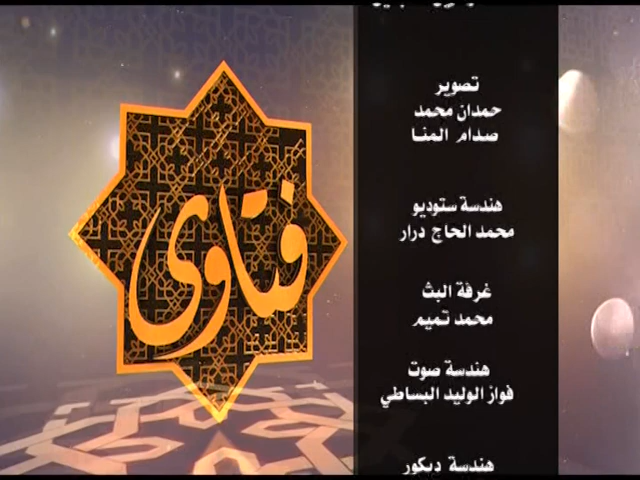 فتاوى
تصوير
حمدان محمد
صدام المنا
هندسة ستوديو
محمد الحاج درار
غرفة البث
محمد تميم
هندسة صوت
فواز الوليد البساطي
هندسة ديكور